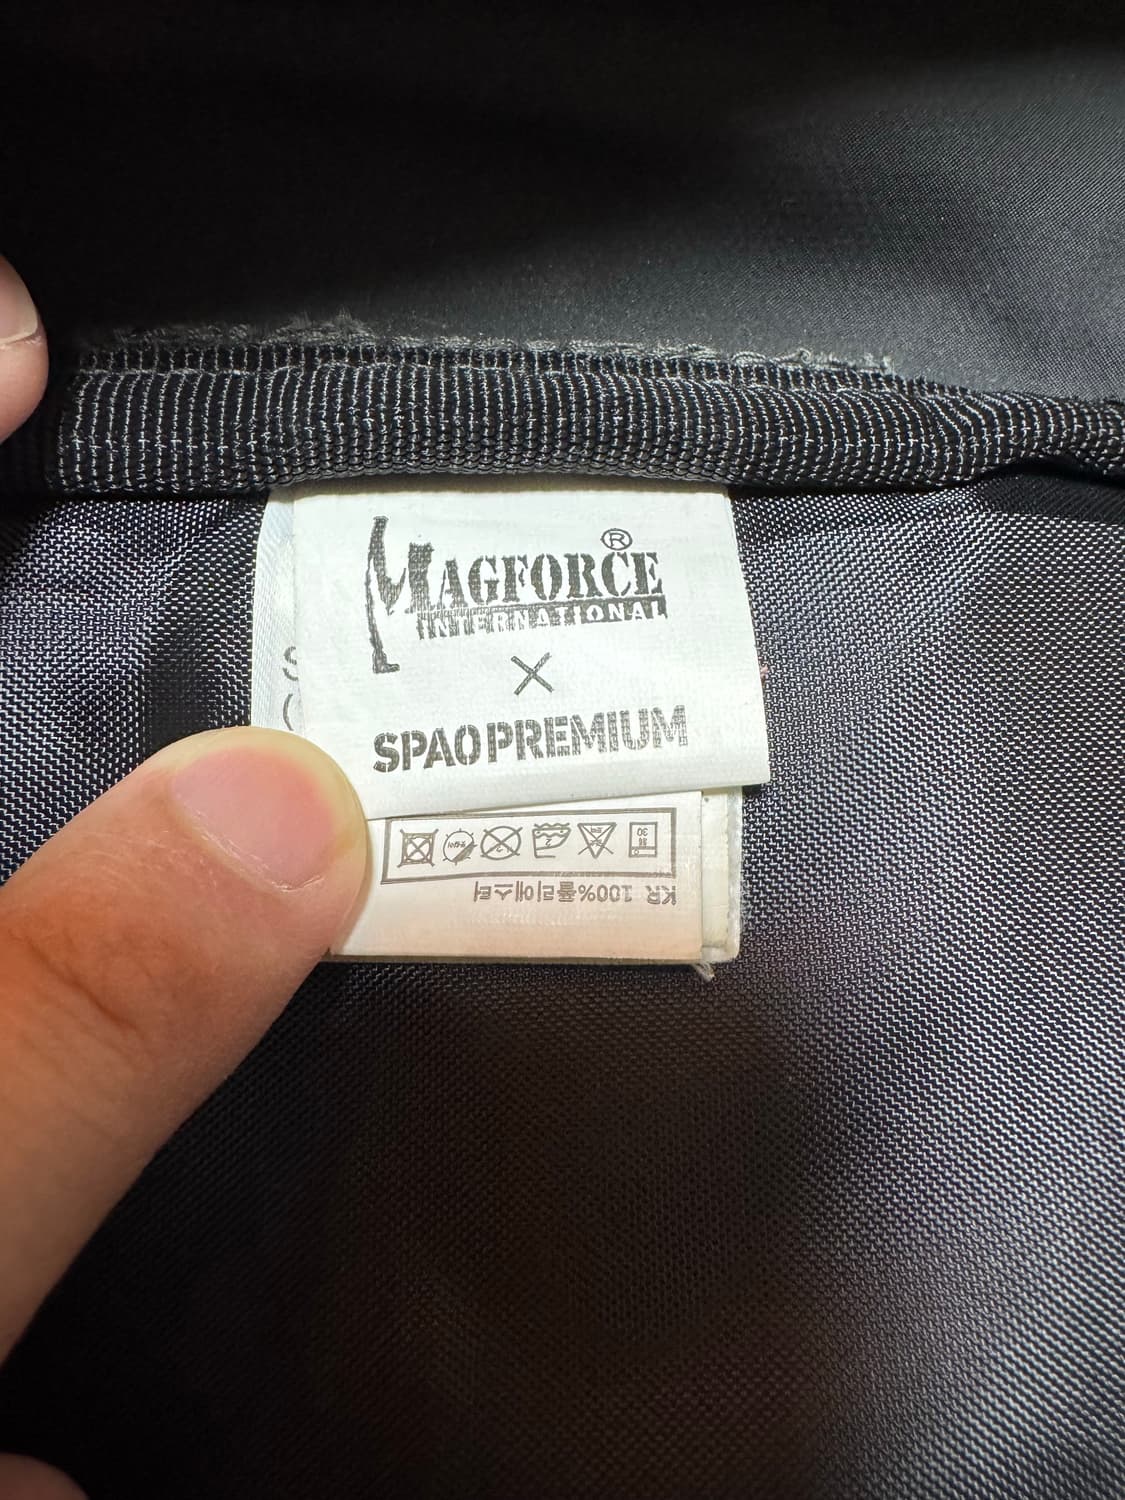 MAGFORCE®
INTERNATIONAL
×
SPAOPREMIUM
KR 100%폴리에스터